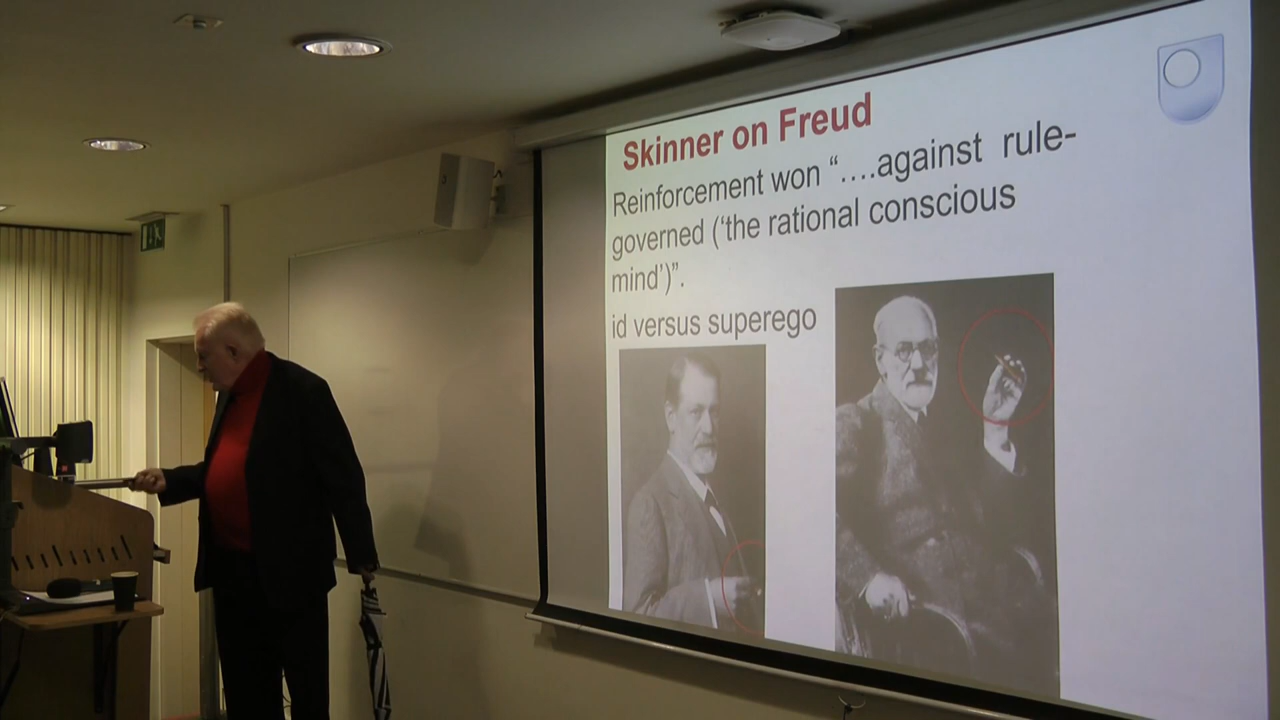 Skinner on Freud
Reinforcement won “....against rule-
governed (‘the rational conscious
mind’)”.
id versus superego